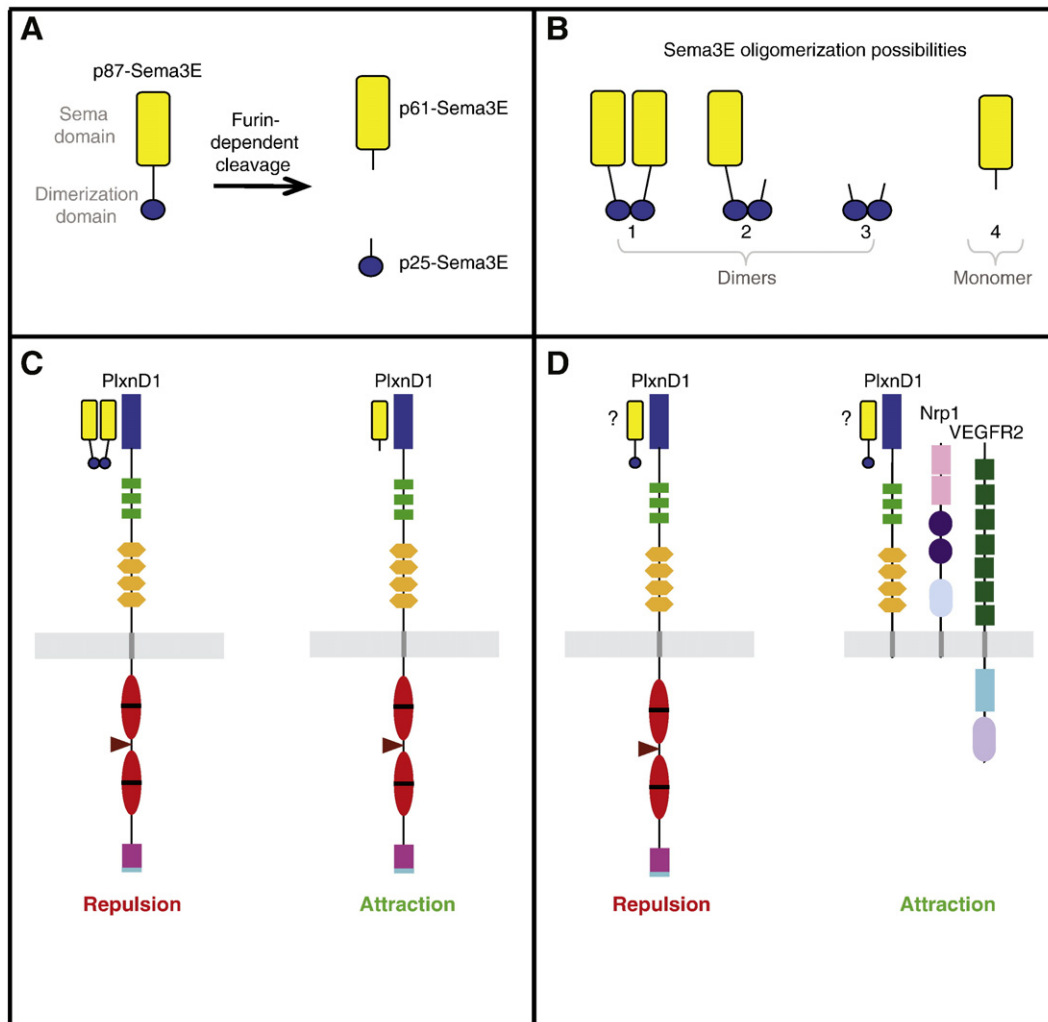 A
p87-Sema3E
Sema
domain
Dimerization
domain
Furin-
dependent
cleavage
p61-Sema3E
p25-Sema3E
B
Sema3E oligomerization possibilities
1
2
3
4
Dimers
Monomer
C
PlxnD1
PlxnD1
Repulsion
Attraction
D
PlxnD1
?
PlxnD1
?
Nrp1
VEGFR2
Repulsion
Attraction